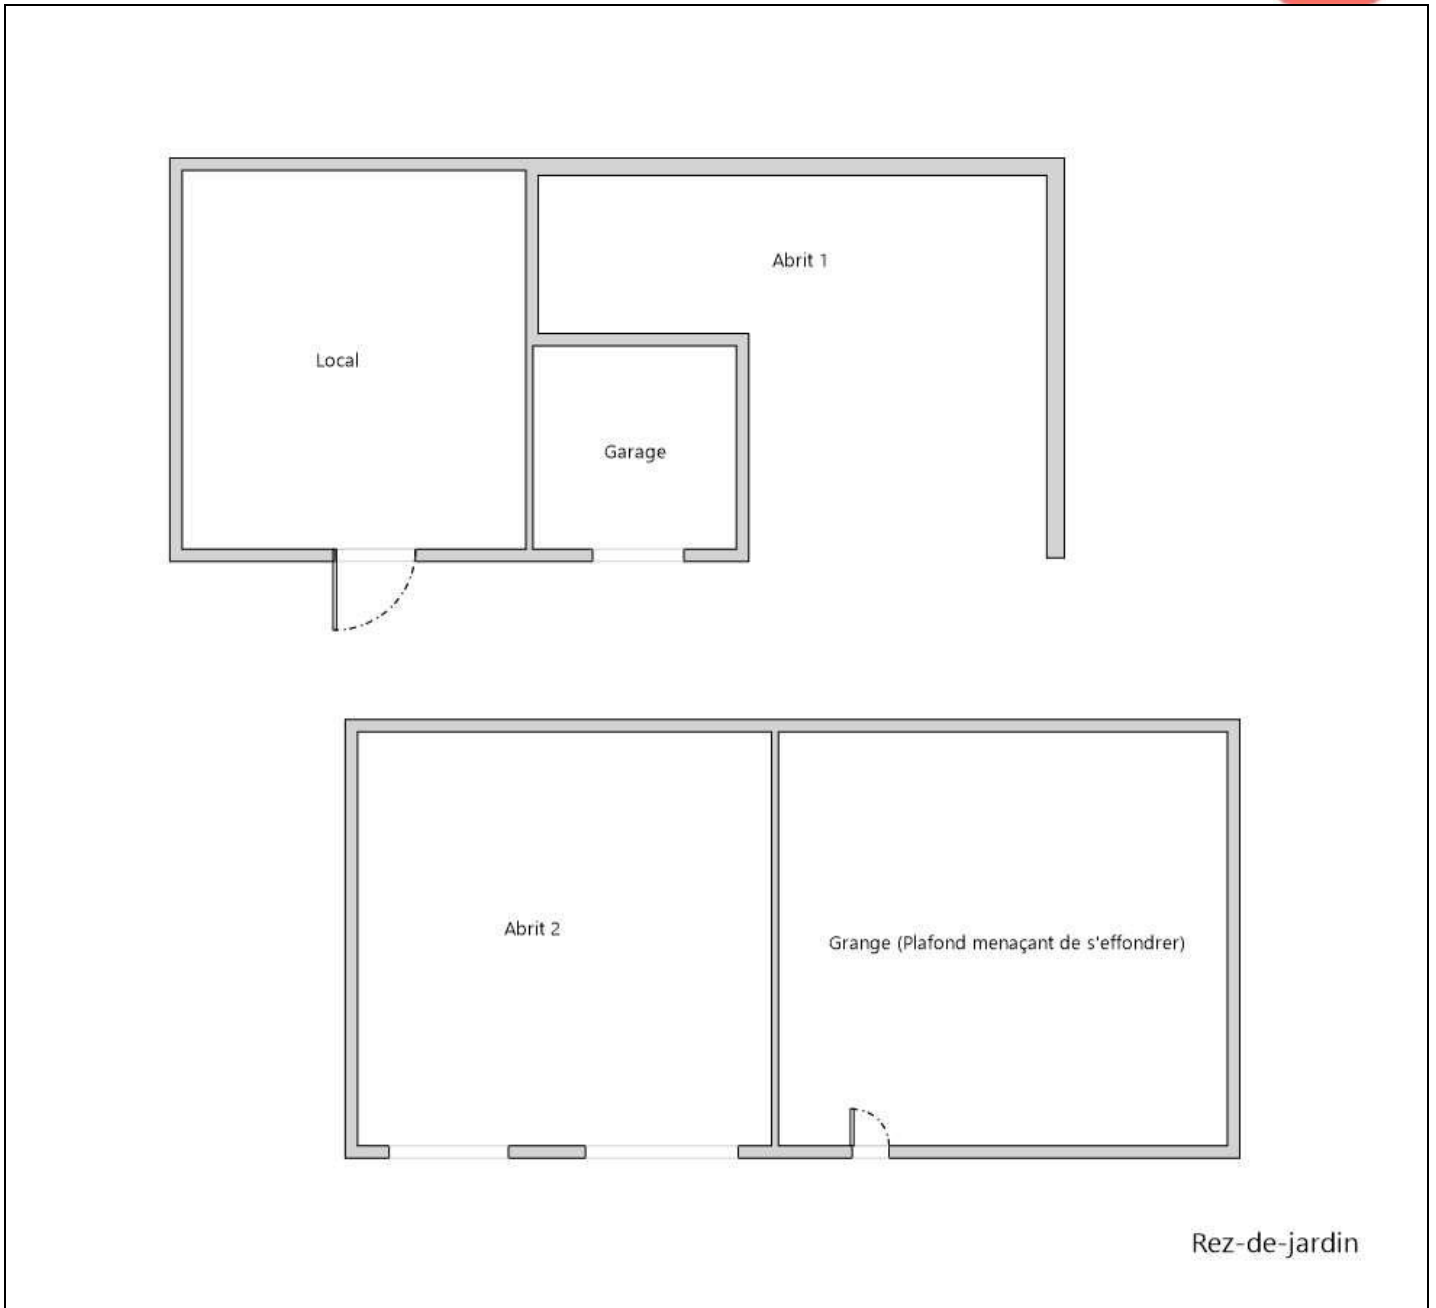 Abrit 1
Local
Garage
Abrit 2
Grange (Plafond menaçant de s'effondrer)
Rez-de-jardin